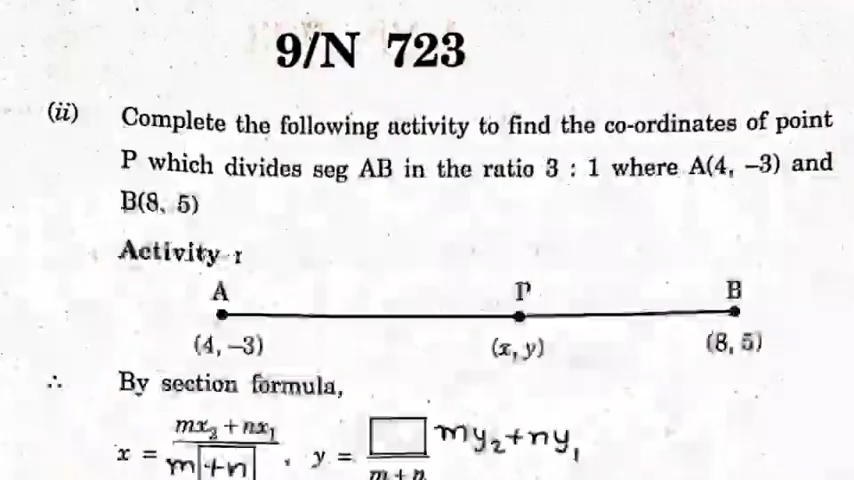 9/N 723
(ii) Complete the following activity to find the co-ordinates of point
P which divides seg AB in the ratio 3 : 1 where A(4, –3) and
B(8, 5)
Activity :
A P B
(4, –3) (x, y) (8, 5)
∴ By section formula,
x = mx₂ + nx₁ / m + n , y = □ my₂ + ny₁ / m + n